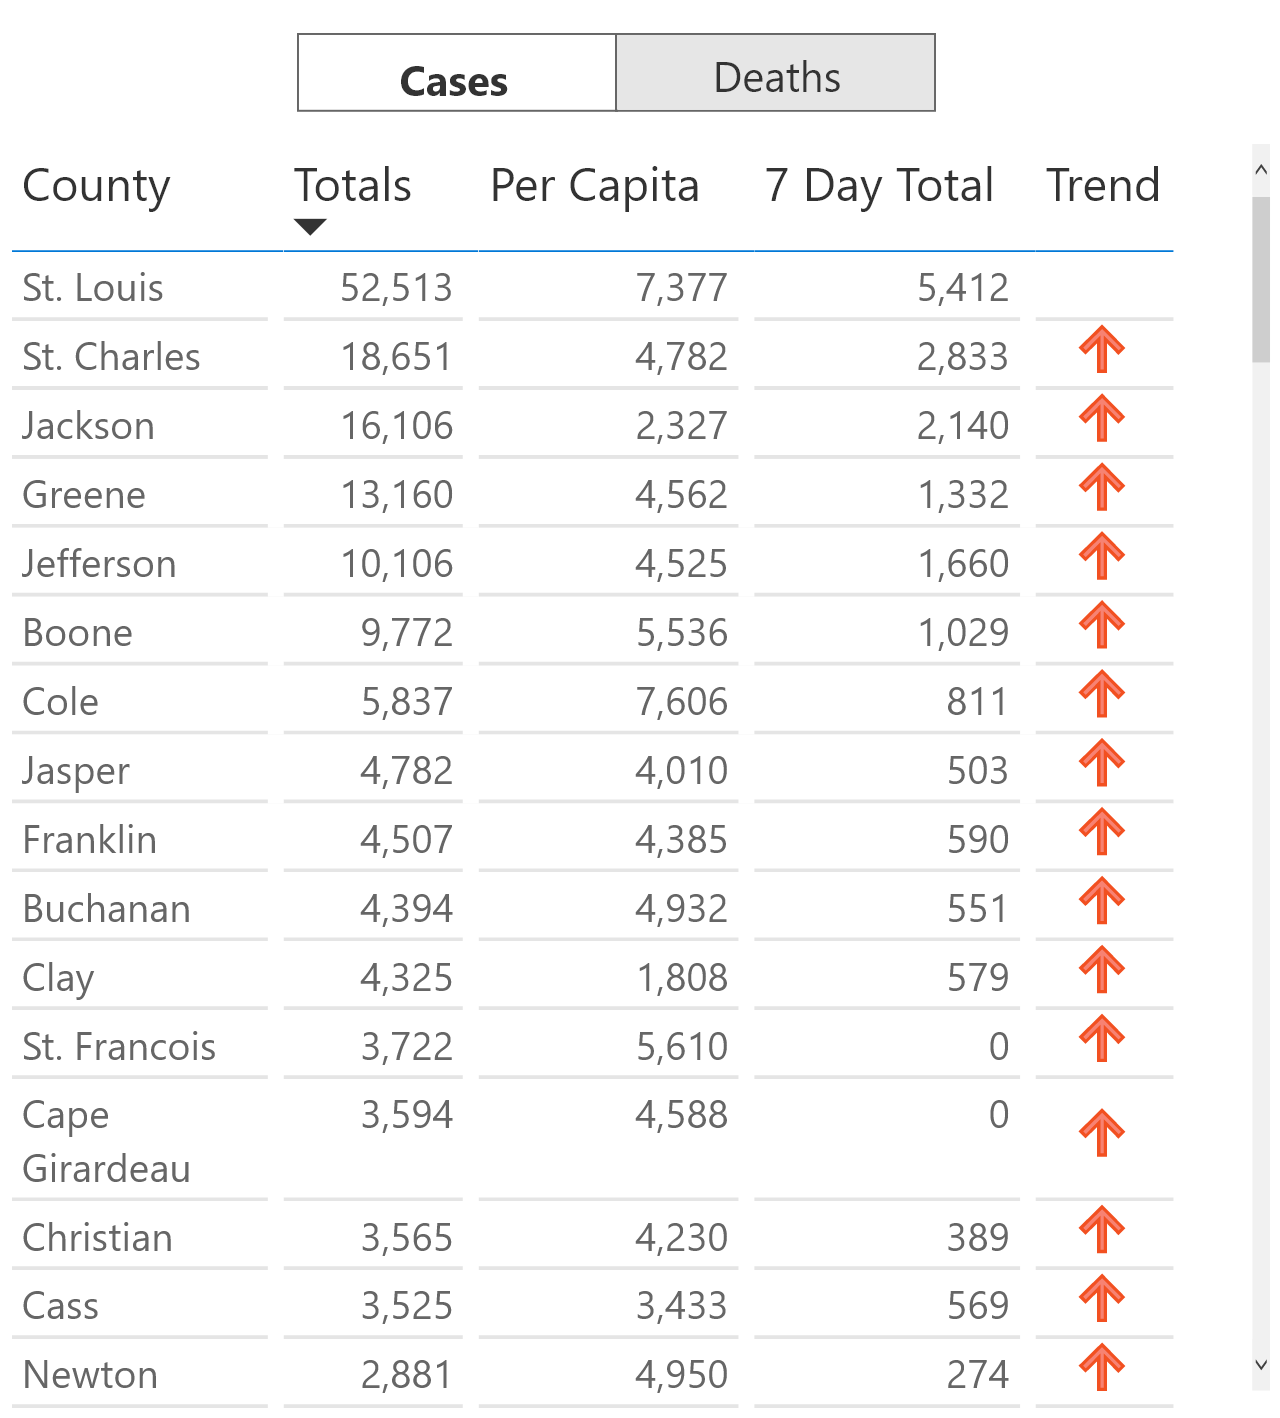 Cases Deaths
County Totals Per Capita 7 Day Total Trend
St. Louis 52,513 7,377 5,412
St. Charles 18,651 4,782 2,833
Jackson 16,106 2,327 2,140
Greene 13,160 4,562 1,332
Jefferson 10,106 4,525 1,660
Boone 9,772 5,536 1,029
Cole 5,837 7,606 811
Jasper 4,782 4,010 503
Franklin 4,507 4,385 590
Buchanan 4,394 4,932 551
Clay 4,325 1,808 579
St. Francois 3,722 5,610 0
Cape 3,594 4,588 0
Girardeau
Christian 3,565 4,230 389
Cass 3,525 3,433 569
Newton 2,881 4,950 274